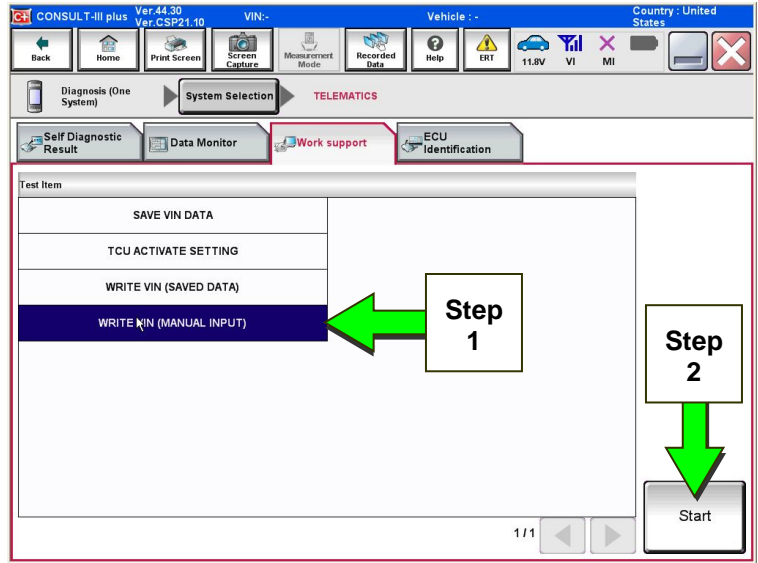 C+ CONSULT-III plus Ver.44.30
Ver.CSP21.10 VIN:- Vehicle : - Country : United
States
Back Home Print Screen Screen
Capture Measurement
Mode Recorded
Data Help ERT 11.8V VI MI
Diagnosis (One
System) System Selection TELEMATICS
Self Diagnostic
Result Data Monitor Work support ECU
Identification
Test Item
SAVE VIN DATA
TCU ACTIVATE SETTING
WRITE VIN (SAVED DATA)
WRITE VIN (MANUAL INPUT)
Step
1
Step
2
Start
1/1